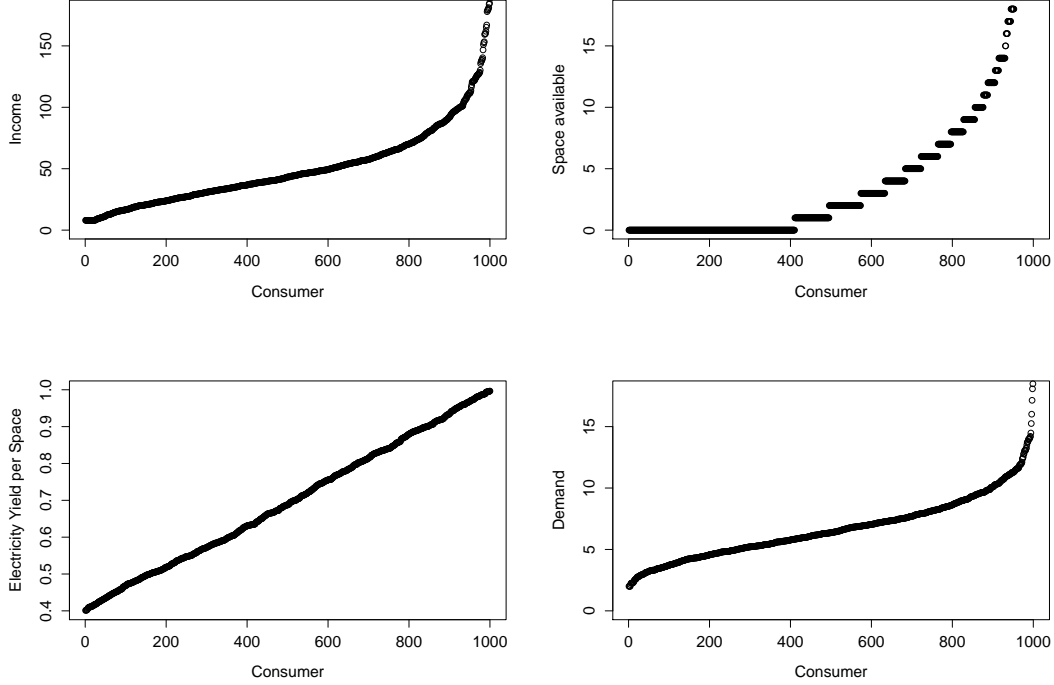 Income
0 50 100 150
0 200 400 600 800 1000
Consumer
Space available
0 5 10 15
0 200 400 600 800 1000
Consumer
Electricity Yield per Space
0.4 0.5 0.6 0.7 0.8 0.9 1.0
0 200 400 600 800 1000
Consumer
Demand
0 5 10 15
0 200 400 600 800 1000
Consumer